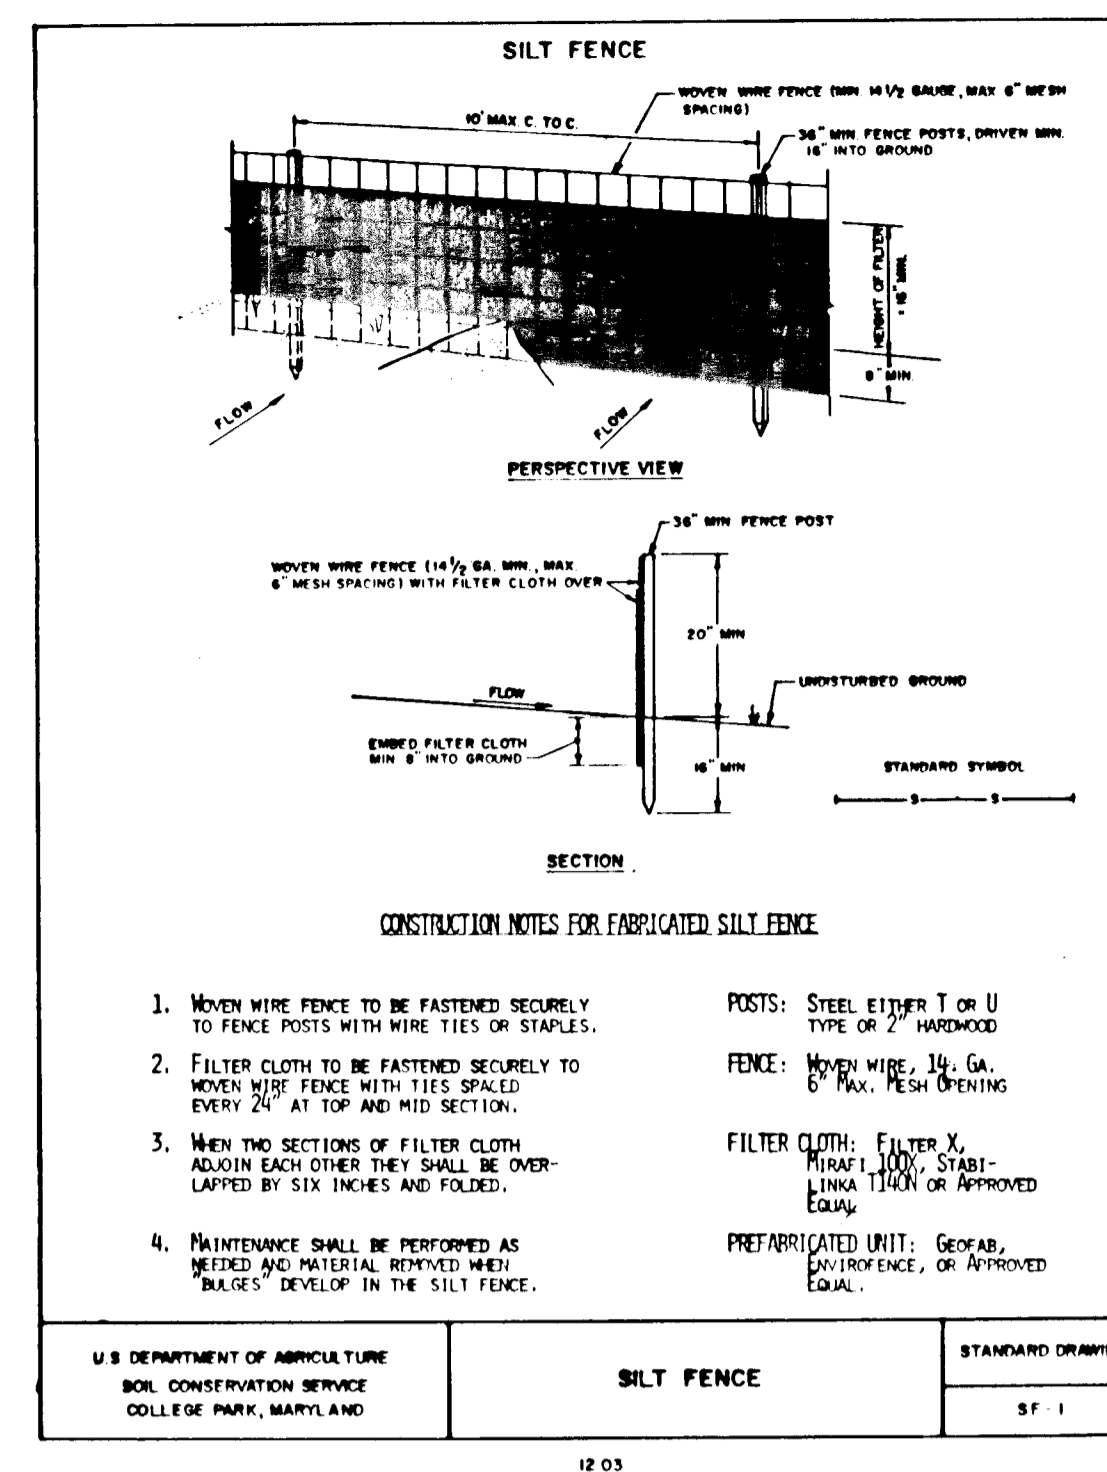 SILT FENCE
WOVEN WIRE FENCE (MIN. 14 1/2 GAUGE, MAX 6" MESH
SPACING)
10' MAX. C. TO C.
36" MIN. FENCE POSTS, DRIVEN MIN.
16" INTO GROUND
HEIGHT OF FILTER
= 16" MIN.
8" MIN.
FLOW
FLOW
PERSPECTIVE VIEW
36" MIN FENCE POST
WOVEN WIRE FENCE (14 1/2 GA. MIN., MAX.
6" MESH SPACING) WITH FILTER CLOTH OVER
20" MIN
FLOW
UNDISTURBED GROUND
EMBED FILTER CLOTH
MIN 8" INTO GROUND
16" MIN
STANDARD SYMBOL
S S
SECTION
CONSTRUCTION NOTES FOR FABRICATED SILT FENCE
1. WOVEN WIRE FENCE TO BE FASTENED SECURELY
TO FENCE POSTS WITH WIRE TIES OR STAPLES.
2. FILTER CLOTH TO BE FASTENED SECURELY TO
WOVEN WIRE FENCE WITH TIES SPACED
EVERY 24" AT TOP AND MID SECTION.
3. WHEN TWO SECTIONS OF FILTER CLOTH
ADJOIN EACH OTHER THEY SHALL BE OVER-
LAPPED BY SIX INCHES AND FOLDED.
4. MAINTENANCE SHALL BE PERFORMED AS
NEEDED AND MATERIAL REMOVED WHEN
"BULGES" DEVELOP IN THE SILT FENCE.
POSTS: STEEL EITHER T OR U
TYPE OR 2" HARDWOOD
FENCE: WOVEN WIRE, GA.
6" MAX. MESH OPENING
FILTER CLOTH: FILTER X,
MIRAFI 100X, STABI-
LINKA T140N OR APPROVED
EQUAL
PREFABRICATED UNIT: GEOFAB,
ENVIROFENCE, OR APPROVED
EQUAL.
U.S DEPARTMENT OF AGRICULTURE
SOIL CONSERVATION SERVICE
COLLEGE PARK, MARYLAND
SILT FENCE
STANDARD DRAWI
SF - 1
12 03